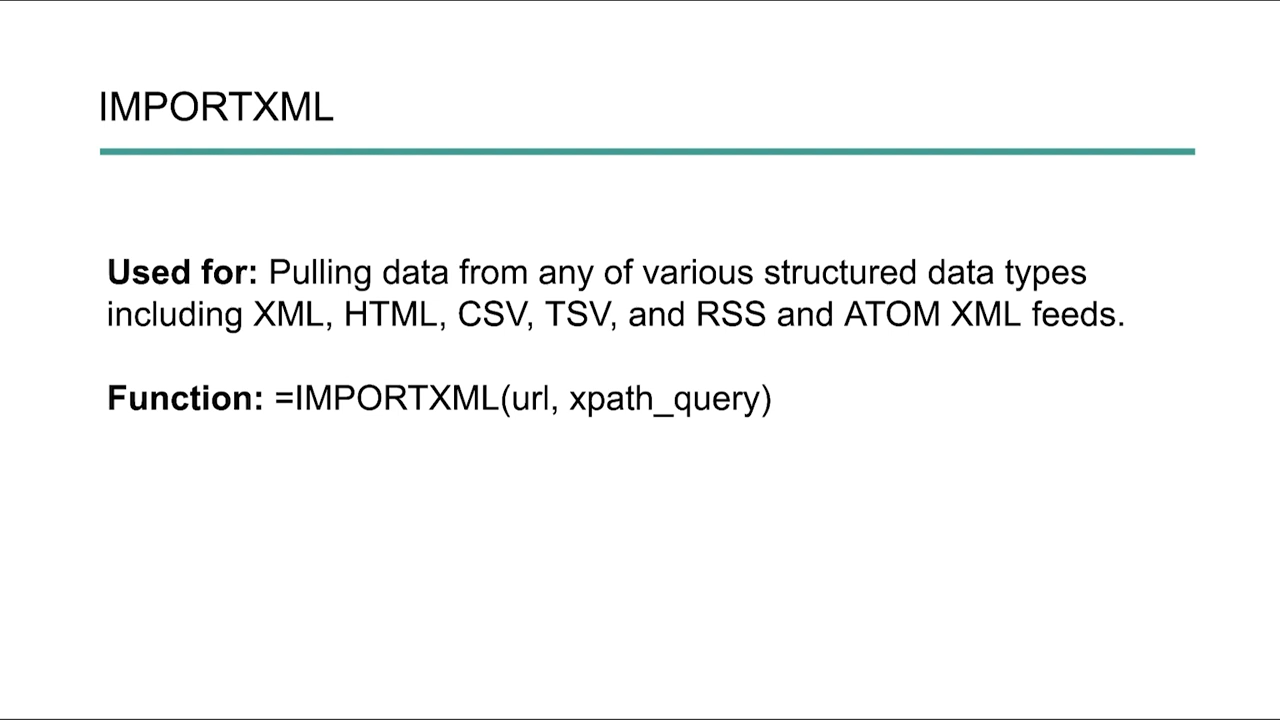 IMPORTXML
Used for: Pulling data from any of various structured data types
including XML, HTML, CSV, TSV, and RSS and ATOM XML feeds.
Function: =IMPORTXML(url, xpath_query)